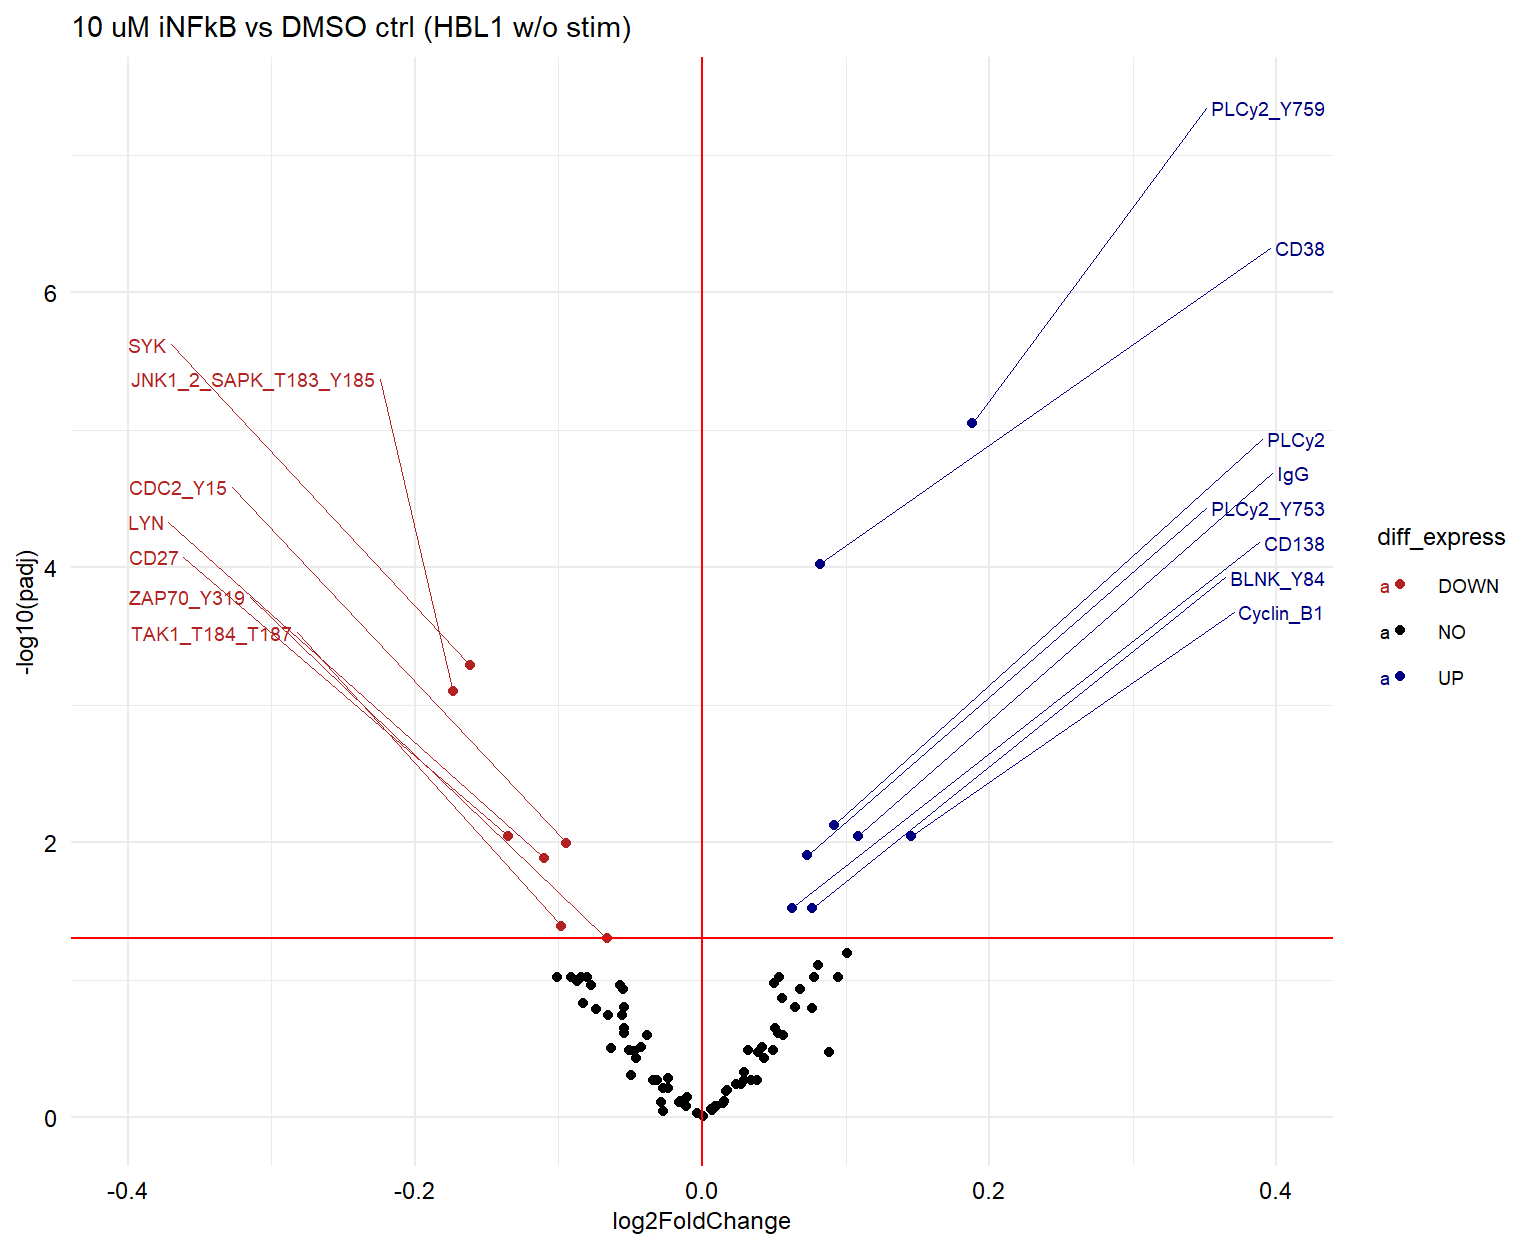 10 uM iNFkB vs DMSO ctrl (HBL1 w/o stim)
PLCy2_Y759
CD38
6
SYK
JNK1_2_SAPK_T183_Y185
PLCy2
IgG
CDC2_Y15
PLCy2_Y753
LYN
CD138
CD27
BLNK_Y84
ZAP70_Y319
Cyclin_B1
TAK1_T184_T187
4
2
0
-log10(padj)
-0.4
-0.2
0.0
0.2
0.4
log2FoldChange
diff_express
a DOWN
a NO
a UP